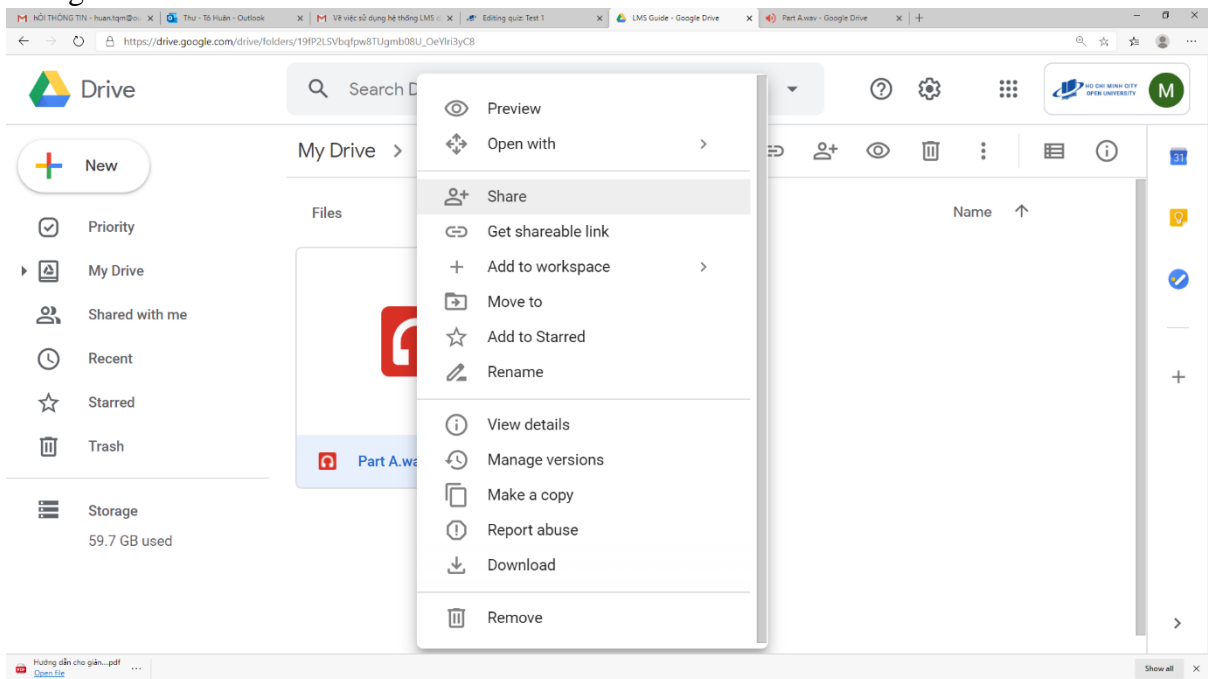 HỎI THÔNG TIN - huan.tqm@o
Thư - Tô Huấn - Outlook
Về việc sử dụng hệ thống LMS
Editing quiz: Test 1
LMS Guide - Google Drive
Part A.wav - Google Drive
https://drive.google.com/drive/folders/19fP2LSVbqfpw8TUgmb08U_OeYlri3yC8
Drive
Search D
HO CHI MINH CITY
OPEN UNIVERSITY
M
Preview
Open with
My Drive >
New
31
Share
Files
Name
Get shareable link
Priority
Add to workspace
My Drive
Move to
Shared with me
Add to Starred
Recent
Rename
Starred
View details
Trash
Part A.wa
Manage versions
Make a copy
Storage
Report abuse
59.7 GB used
Download
Remove
Hướng dẫn cho giản....pdf
Open file
Show all